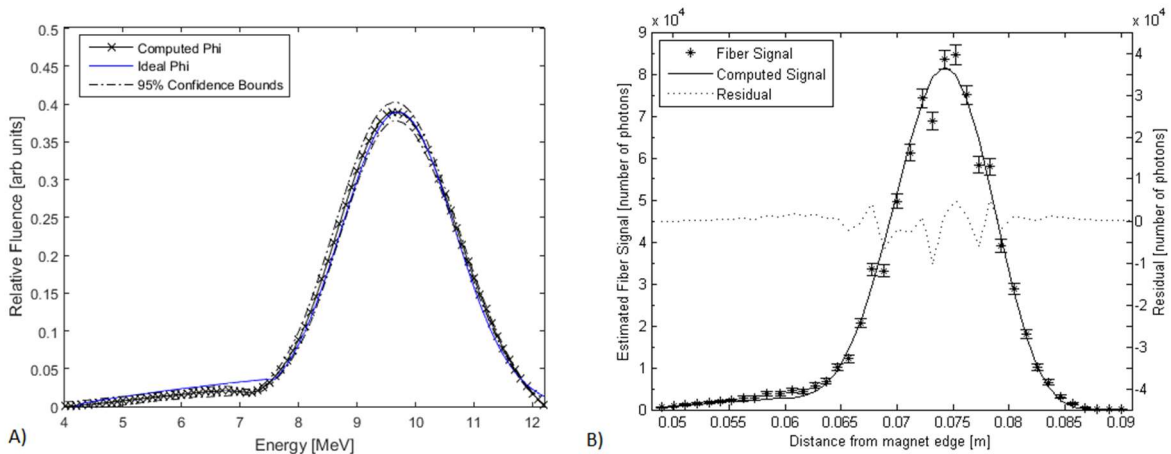 0.5
0.45
0.4
0.35
0.3
0.25
0.2
0.15
0.1
0.05
0
Relative Fluence [arb units]
Computed Phi
Ideal Phi
95% Confidence Bounds
4 5 6 7 8 9 10 11 12
Energy [MeV]
A)
x 10^4
9
8
7
6
5
4
3
2
1
0
Estimated Fiber Signal [number of photons]
Fiber Signal
Computed Signal
Residual
x 10^4
4
3
2
1
0
-1
-2
-3
-4
Residual [number of photons]
0.05 0.055 0.06 0.065 0.07 0.075 0.08 0.085 0.09
Distance from magnet edge [m]
B)